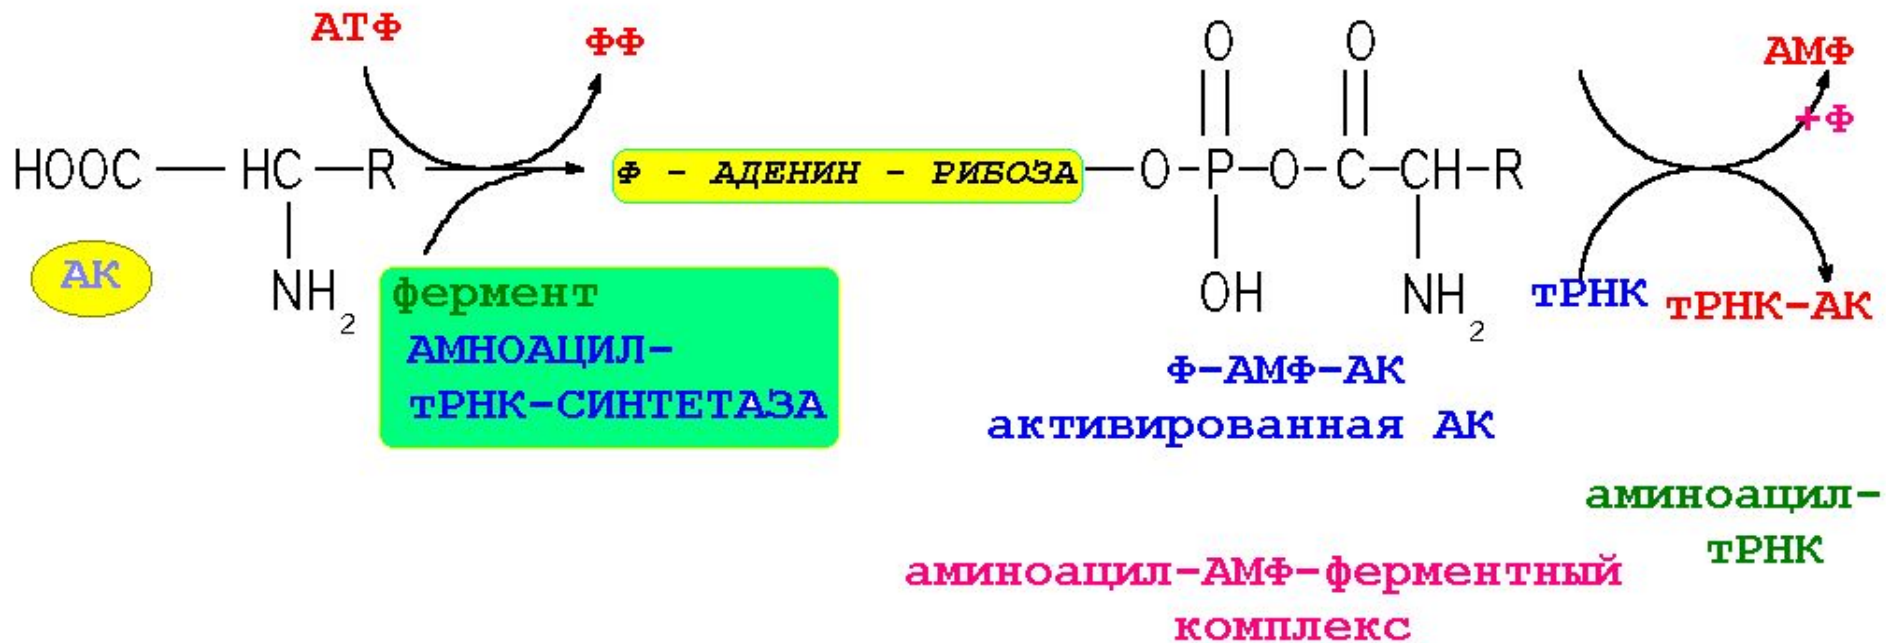 АТФ
ФФ
O O
АМФ
+Ф
HOOC HC R
Ф - АДЕНИН - РИБОЗА O P O C CH R
АК
NH2
OH NH2
фермент
АМНОАЦИЛ-
тРНК-СИНТЕТАЗА
тРНК тРНК-АК
Ф-АМФ-АК
активированная АК
аминоацил-
тРНК
аминоацил-АМФ-ферментный
комплекс